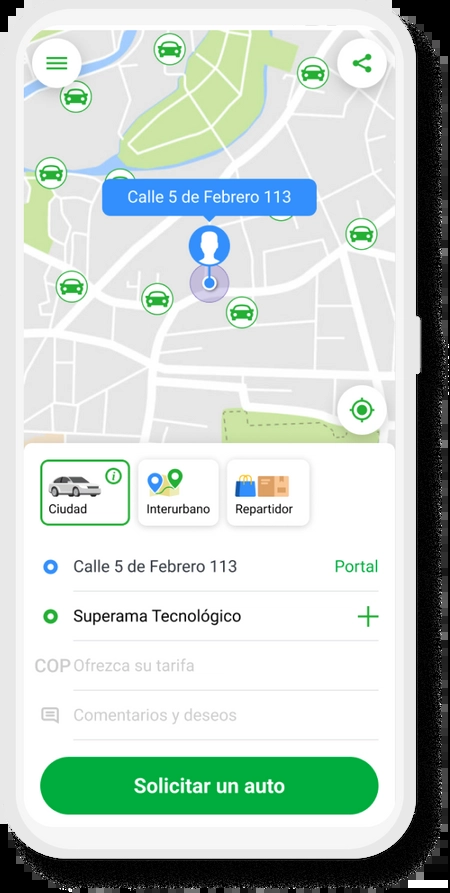 Calle 5 de Febrero 113
i
Ciudad
Interurbano
Repartidor
Calle 5 de Febrero 113 Portal
Superama Tecnológico
COP Ofrezca su tarifa
Comentarios y deseos
Solicitar un auto